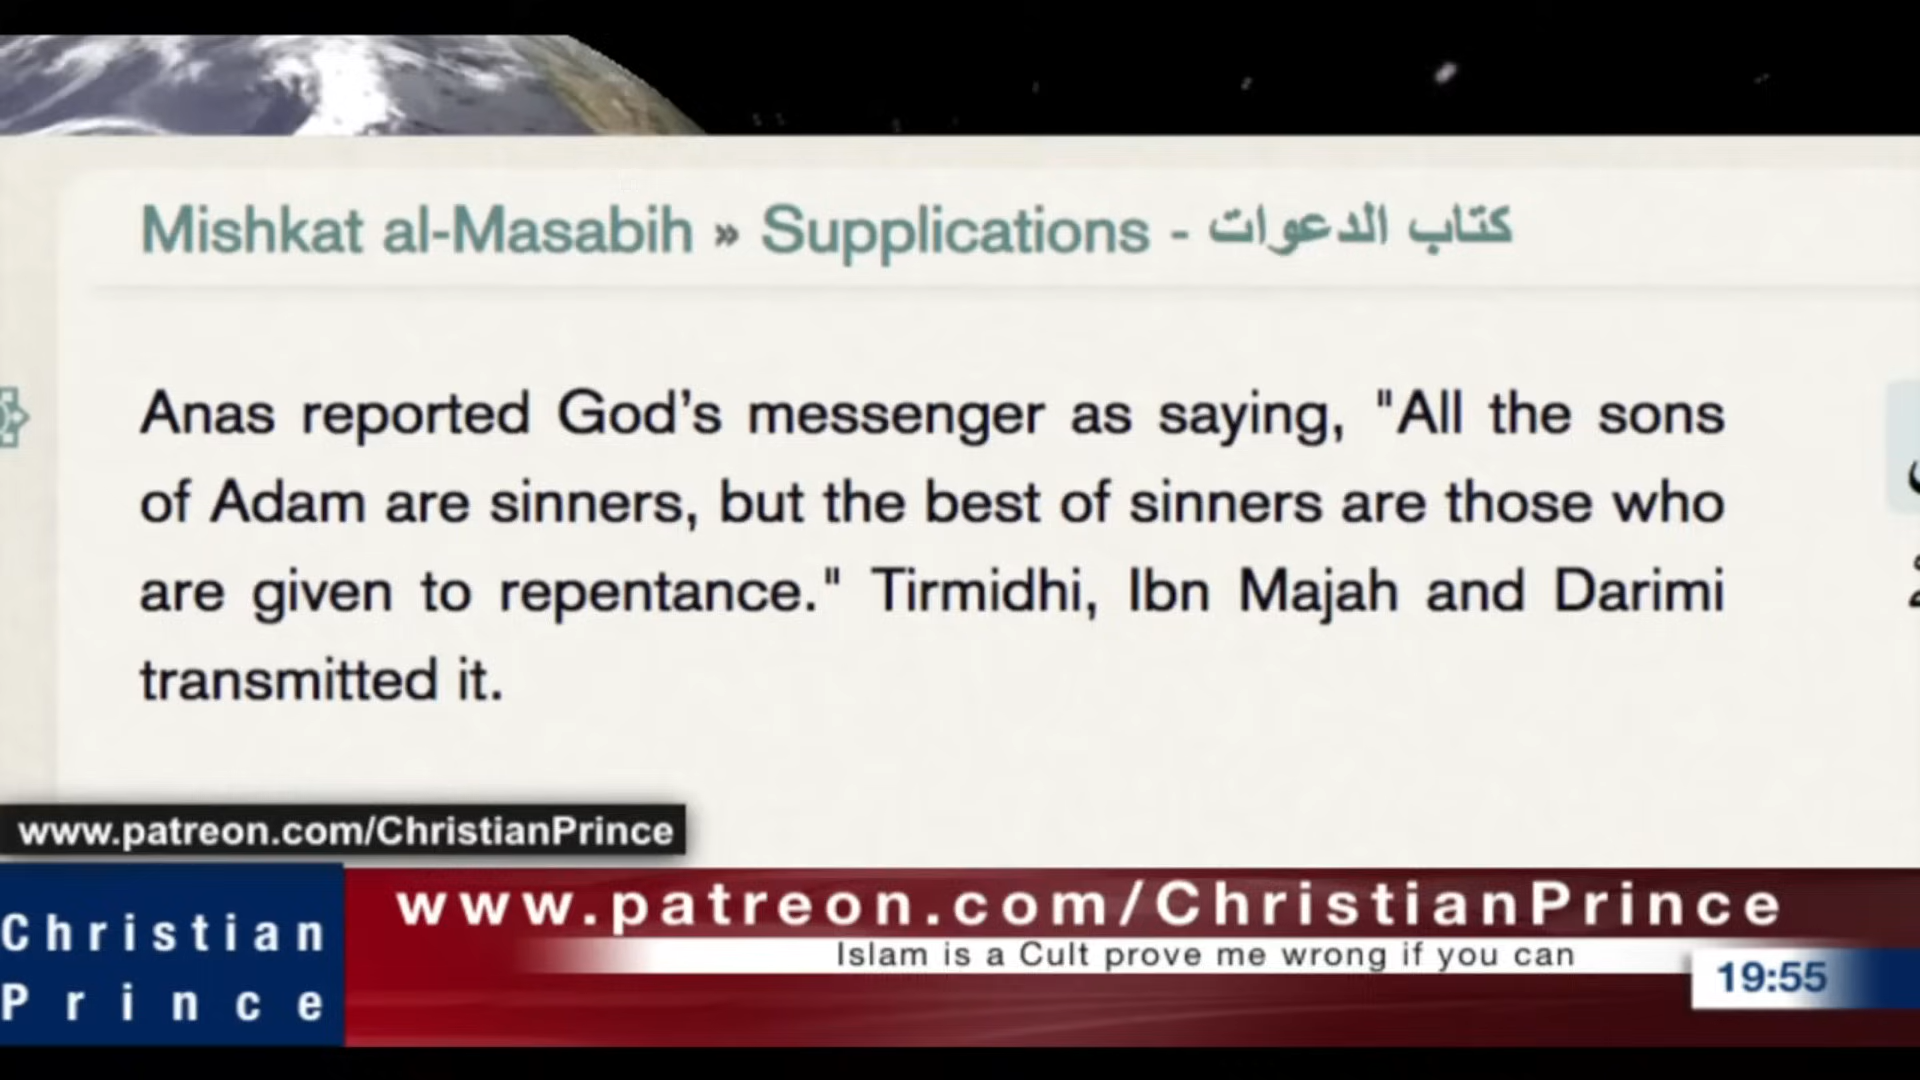 Mishkat al-Masabih » Supplications - كتاب الدعوات
Anas reported God's messenger as saying, "All the sons
of Adam are sinners, but the best of sinners are those who
are given to repentance." Tirmidhi, Ibn Majah and Darimi
transmitted it.
www.patreon.com/ChristianPrince
Christian
Prince
www.patreon.com/ChristianPrince
Islam is a Cult prove me wrong if you can
19:55